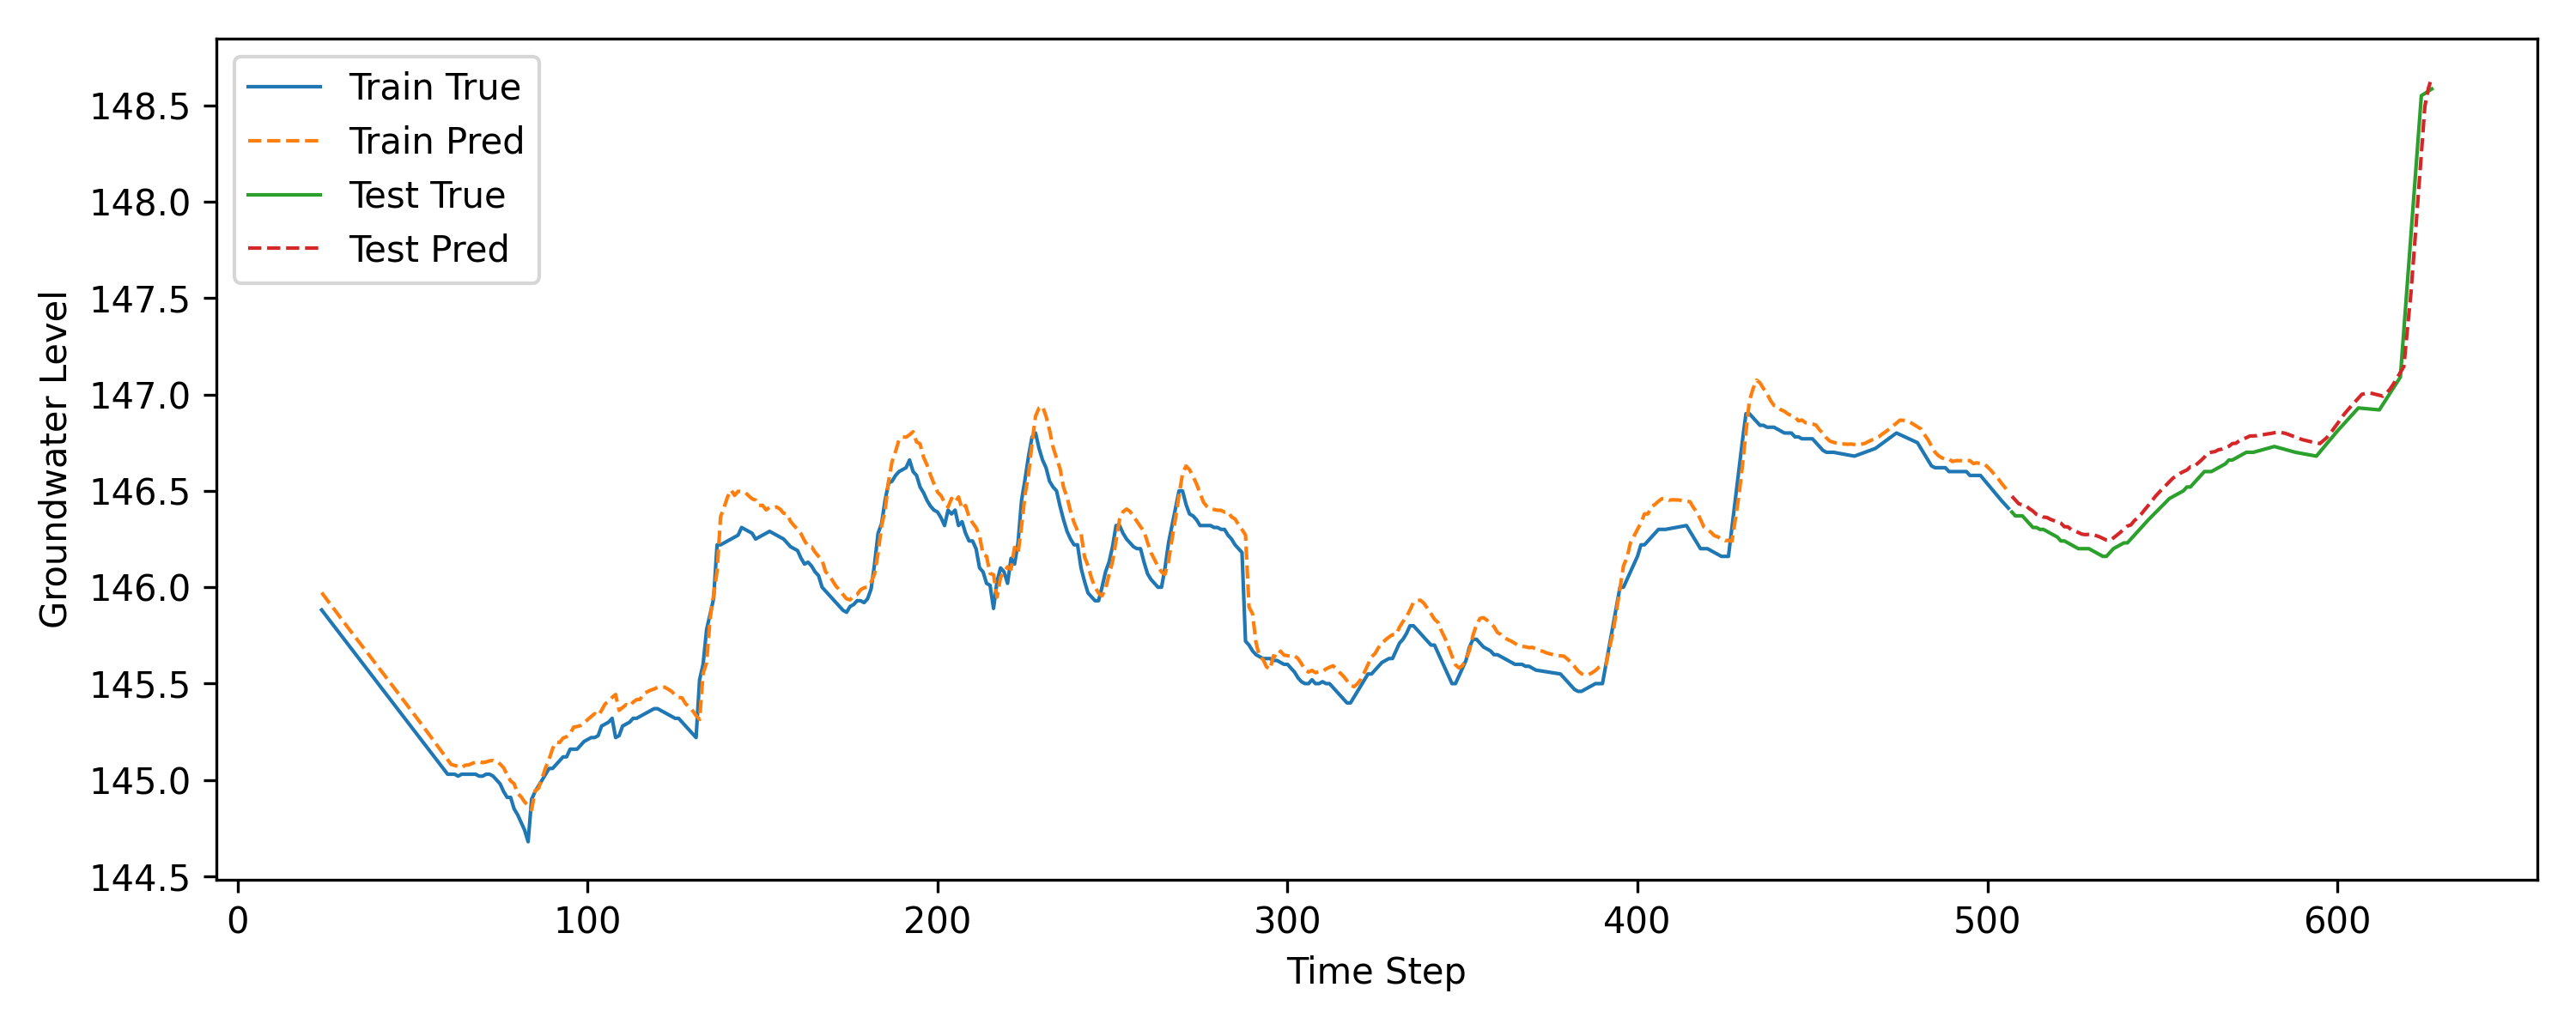 Train True
Train Pred
Test True
Test Pred
148.5
148.0
147.5
147.0
146.5
146.0
145.5
145.0
144.5
Groundwater Level
0 100 200 300 400 500 600
Time Step